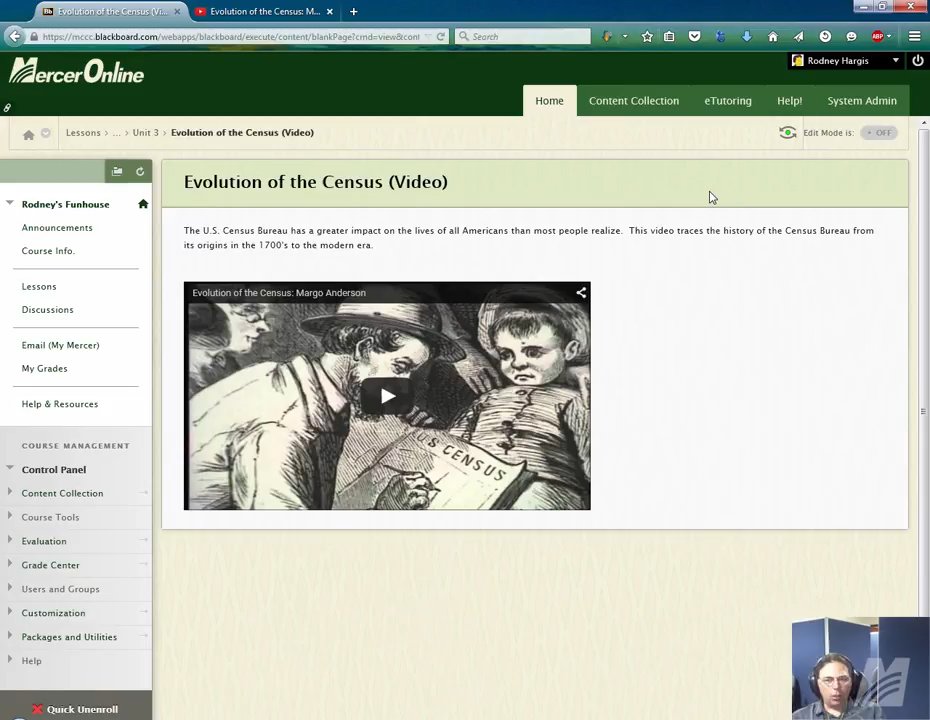 Evolution of the Census (Vi...
Evolution of the Census: M...
https://mccc.blackboard.com/webapps/blackboard/execute/content/blankPage?cmd=view&cont
Search
ABP
MERCERONLINE
Rodney Hargis
Home
Content Collection
eTutoring
Help!
System Admin
Lessons > ... > Unit 3 > Evolution of the Census (Video)
Edit Mode is:
OFF
Rodney's Funhouse
Announcements
Course Info.
Lessons
Discussions
Email (My Mercer)
My Grades
Help & Resources
COURSE MANAGEMENT
Control Panel
Content Collection
Course Tools
Evaluation
Grade Center
Users and Groups
Customization
Packages and Utilities
Help
Quick Unenroll
Evolution of the Census (Video)
The U.S. Census Bureau has a greater impact on the lives of all Americans than most people realize. This video traces the history of the Census Bureau from
its origins in the 1700's to the modern era.
Evolution of the Census: Margo Anderson
US CENSUS
M